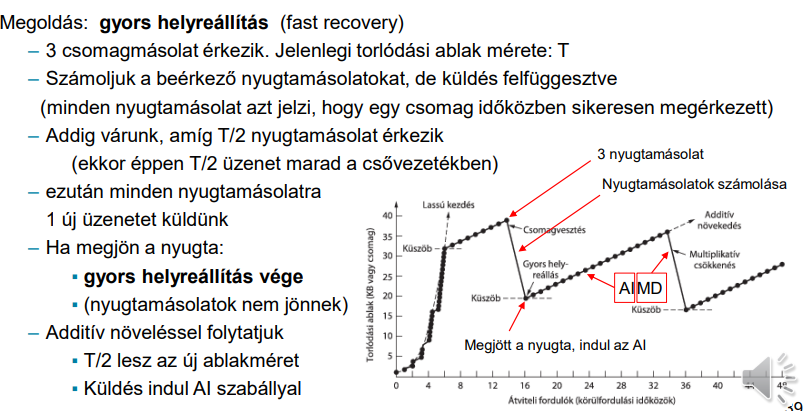 Megoldás: gyors helyreállítás (fast recovery)
– 3 csomagmásolat érkezik. Jelenlegi torlódási ablak mérete: T
– Számoljuk a beérkező nyugtamásolatokat, de küldés felfüggesztve
(minden nyugtamásolat azt jelzi, hogy egy csomag időközben sikeresen megérkezett)
– Addig várunk, amíg T/2 nyugtamásolat érkezik
(ekkor éppen T/2 üzenet marad a csővezetékben)
– ezután minden nyugtamásolatra
1 új üzenetet küldünk
– Ha megjön a nyugta:
▪ gyors helyreállítás vége
▪ (nyugtamásolatok nem jönnek)
– Additív növeléssel folytatjuk
▪ T/2 lesz az új ablakméret
▪ Küldés indul AI szabállyal
3 nyugtamásolat
Nyugtamásolatok számolása
Lassú kezdés
Csomagvesztés
Additív
növekedés
Küszöb
Multiplikatív
csökkenés
Gyors hely-
reállás
Küszöb
AI MD
Küszöb
Megjött a nyugta, indul az AI
Torlódási ablak (KB vagy csomag)
40
35
30
25
20
15
10
5
0 4 8 12 16 20 24 28 32 36 40 44
Átviteli fordulók (körülfordulási időközök)